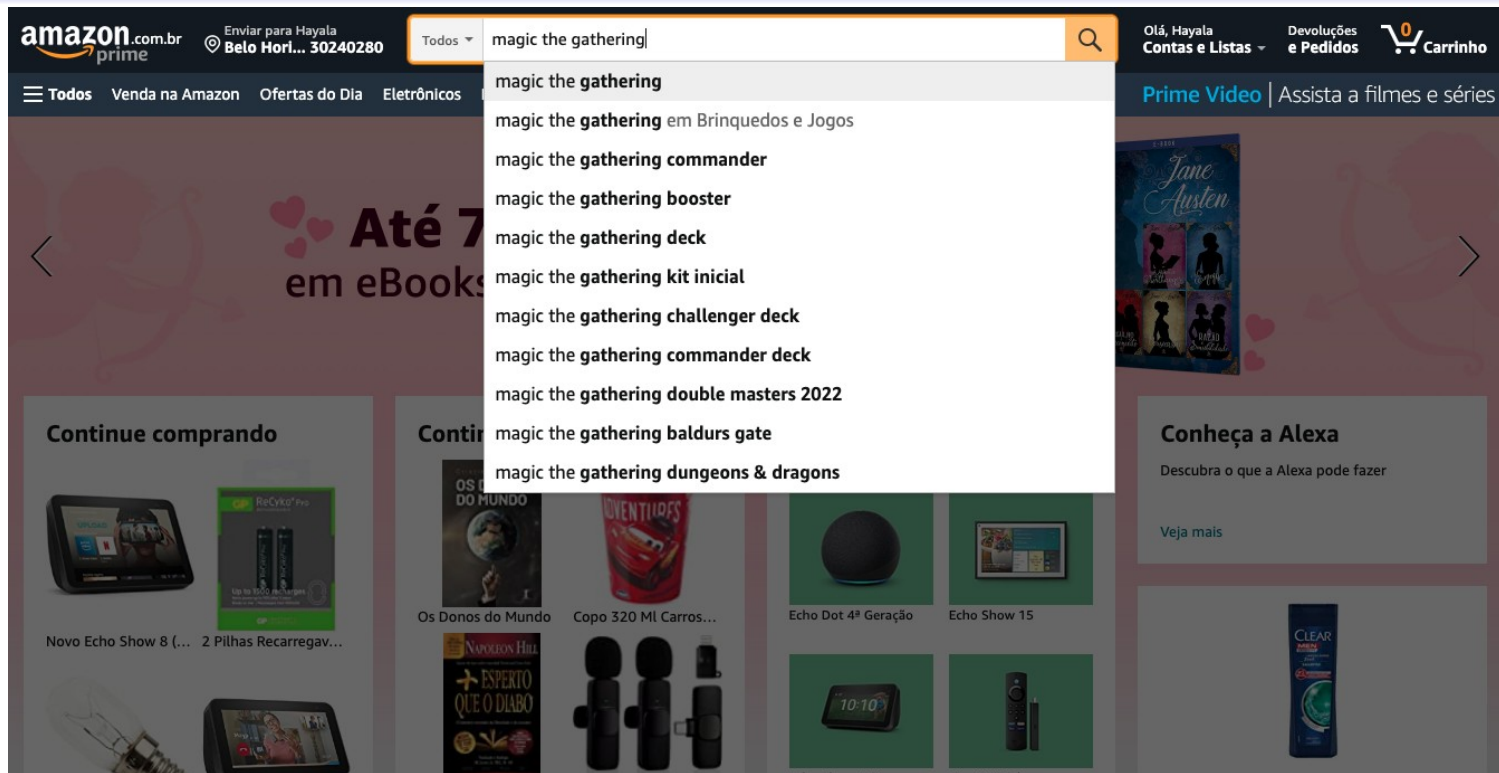 amazon.com.br
prime
Enviar para Hayala
Belo Hori... 30240280
Todos
magic the gathering
Olá, Hayala
Contas e Listas
Devoluções
e Pedidos
0
Carrinho
Todos
Venda na Amazon
Ofertas do Dia
Eletrônicos
Prime Video | Assista a filmes e séries
magic the gathering
magic the gathering em Brinquedos e Jogos
magic the gathering commander
magic the gathering booster
magic the gathering deck
magic the gathering kit inicial
magic the gathering challenger deck
magic the gathering commander deck
magic the gathering double masters 2022
magic the gathering baldurs gate
magic the gathering dungeons & dragons
Até 7
em eBooks
Jane
Austen
Continue comprando
GP
ReCyko Pro
Novo Echo Show 8 (...
2 Pilhas Recarregav...
DO MUNDO
ADVENTURES
Os Donos do Mundo
Copo 320 Ml Carros...
NAPOLEON HILL
+ ESPERTO
QUE O DIABO
Echo Dot 4ª Geração
Echo Show 15
10:10
Conheça a Alexa
Descubra o que a Alexa pode fazer
Veja mais
CLEAR
MEN